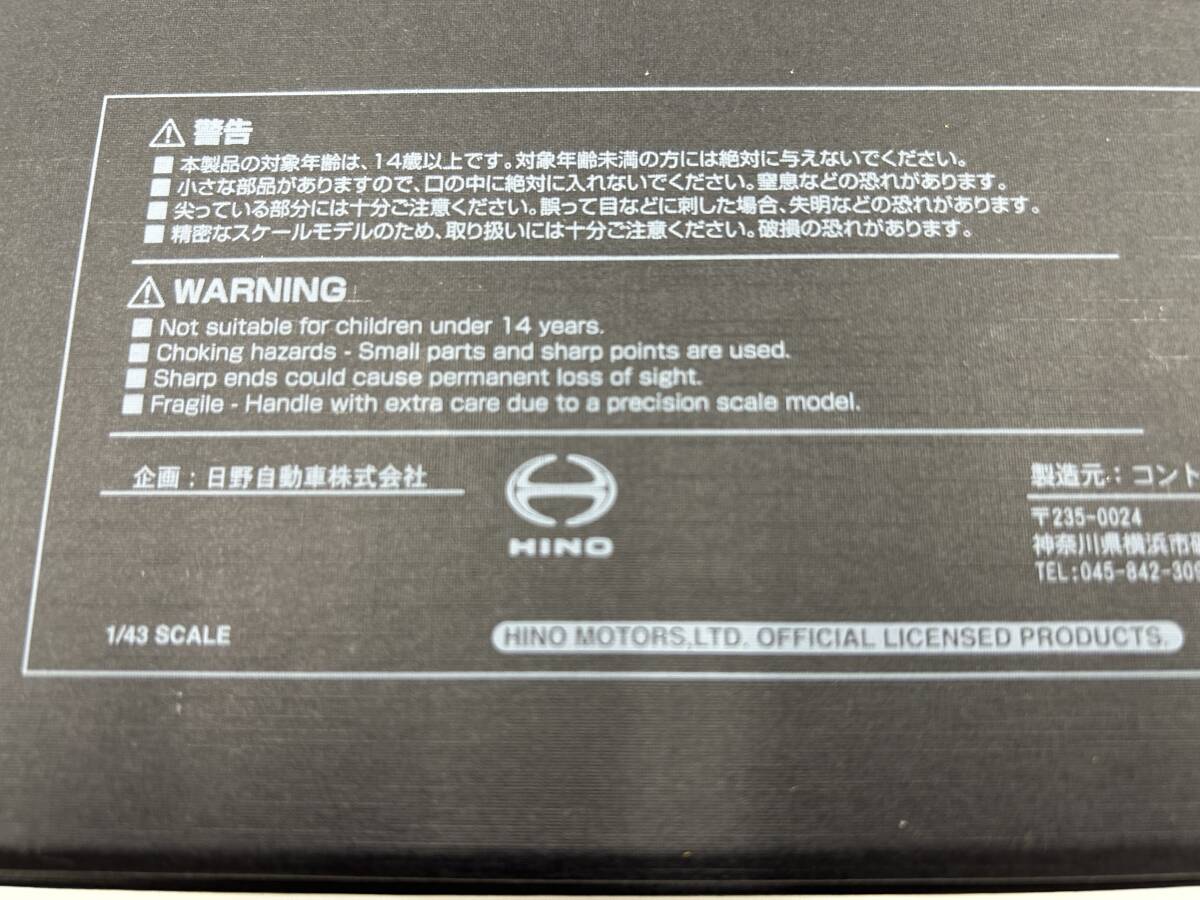 ⚠ 警告
■ 本製品の対象年齢は、14歳以上です。対象年齢未満の方には絶対に与えないでください。
■ 小さな部品がありますので、口の中に絶対に入れないでください。窒息などの恐れがあります。
■ 尖っている部分には十分ご注意ください。誤って目などに刺した場合、失明などの恐れがあります。
■ 精密なスケールモデルのため、取り扱いには十分ご注意ください。破損の恐れがあります。
⚠ WARNING
■ Not suitable for children under 14 years.
■ Choking hazards - Small parts and sharp points are used.
■ Sharp ends could cause permanent loss of sight.
■ Fragile - Handle with extra care due to a precision scale model.
企画：日野自動車株式会社
HINO
製造元：コント
〒235-0024
神奈川県横浜市磯
TEL:045-842-309
1/43 SCALE
HINO MOTORS,LTD. OFFICIAL LICENSED PRODUCTS.